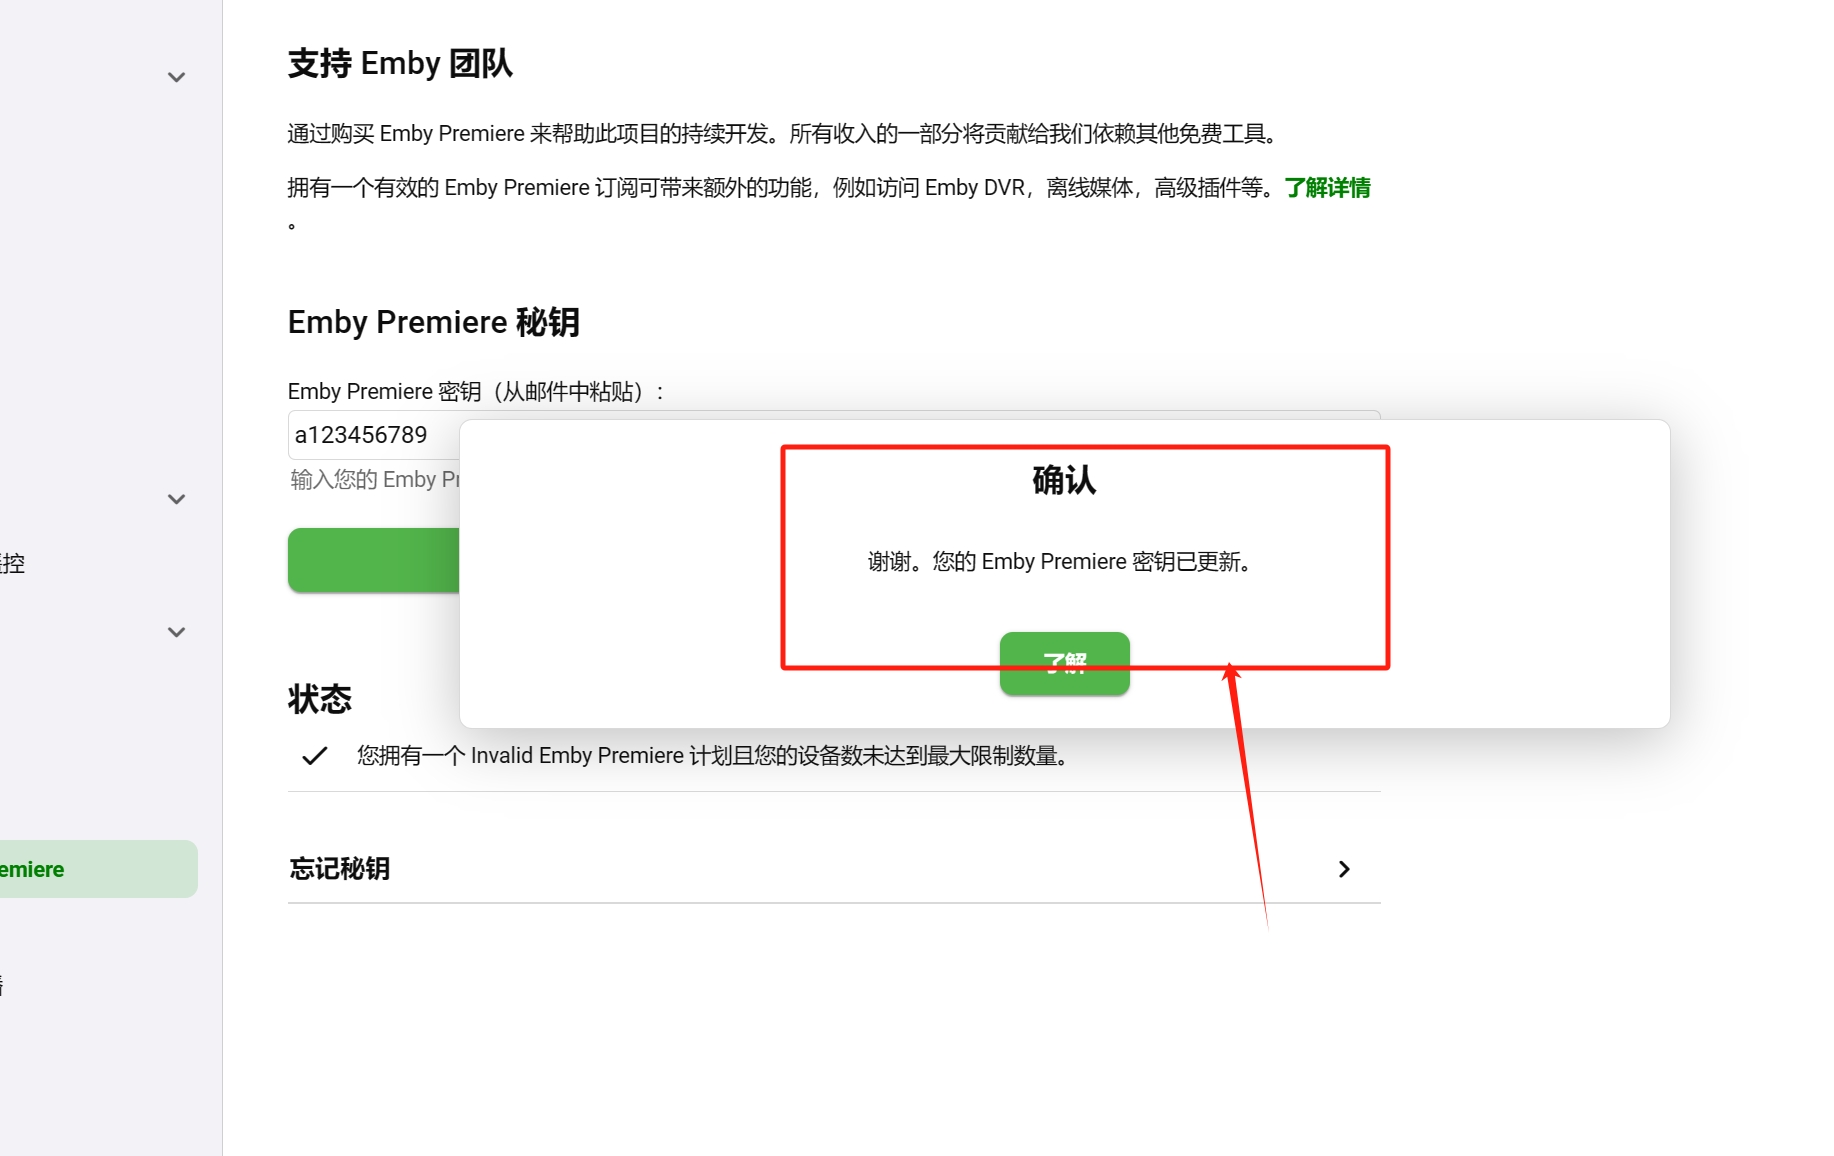 支持 Emby 团队
通过购买 Emby Premiere 来帮助此项目的持续开发。所有收入的一部分将贡献给我们依赖其他免费工具。
拥有一个有效的 Emby Premiere 订阅可带来额外的功能，例如访问 Emby DVR，离线媒体，高级插件等。了解详情
。
Emby Premiere 秘钥
Emby Premiere 密钥（从邮件中粘贴）:
a123456789
输入您的 Emby
确认
谢谢。您的 Emby Premiere 密钥已更新。
了解
控
状态
您拥有一个 Invalid Emby Premiere 计划且您的设备数未达到最大限制数量。
emiere
忘记秘钥